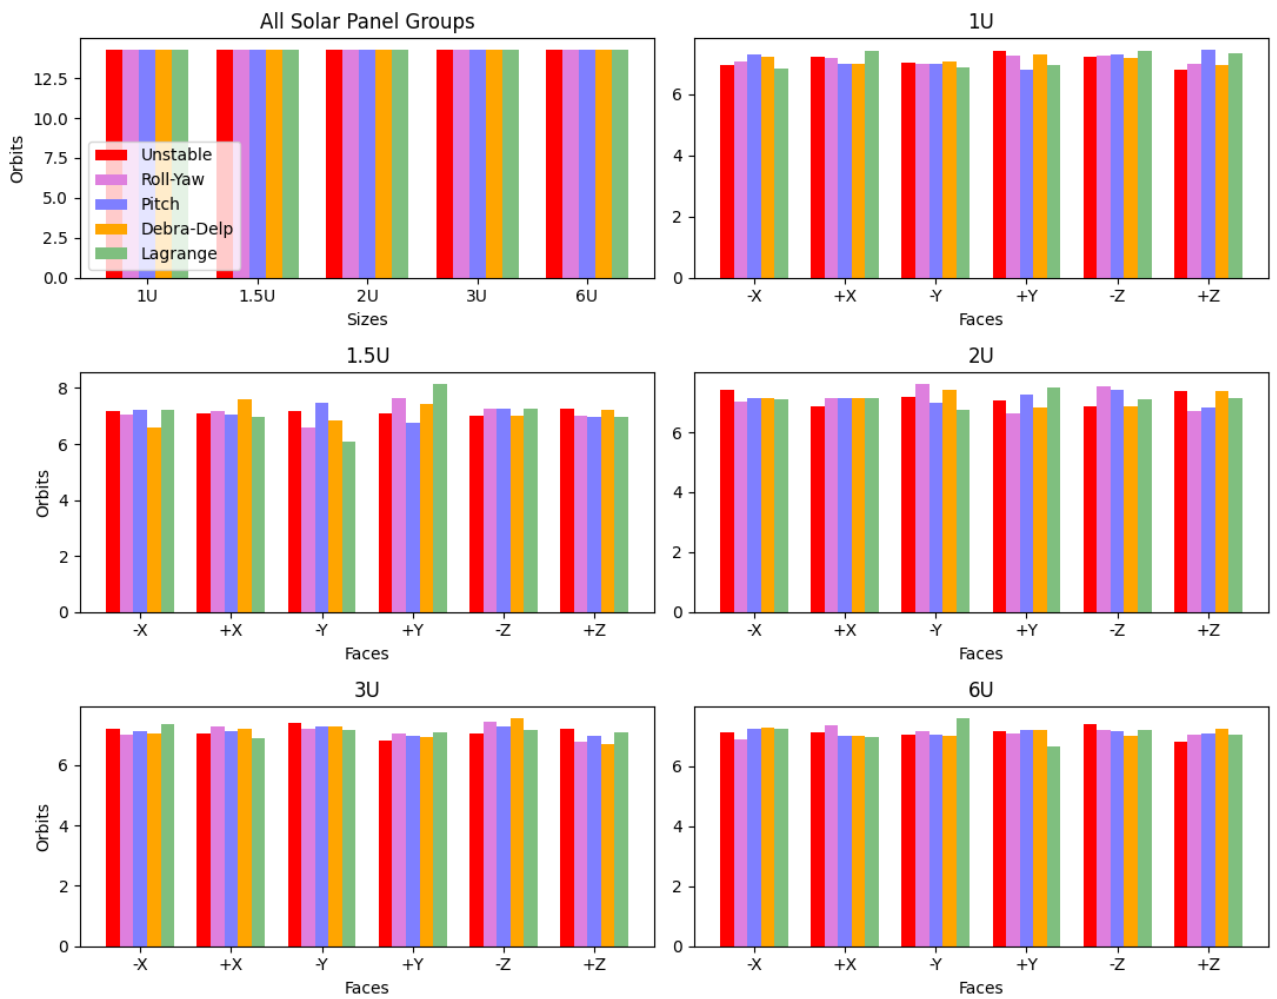 All Solar Panel Groups
Orbits
12.5
10.0
7.5
5.0
2.5
0.0
Unstable
Roll-Yaw
Pitch
Debra-Delp
Lagrange
1U 1.5U 2U 3U 6U
Sizes
1U
6
4
2
0
-X +X -Y +Y -Z +Z
Faces
1.5U
Orbits
8
6
4
2
0
-X +X -Y +Y -Z +Z
Faces
2U
6
4
2
0
-X +X -Y +Y -Z +Z
Faces
3U
Orbits
6
4
2
0
-X +X -Y +Y -Z +Z
Faces
6U
6
4
2
0
-X +X -Y +Y -Z +Z
Faces